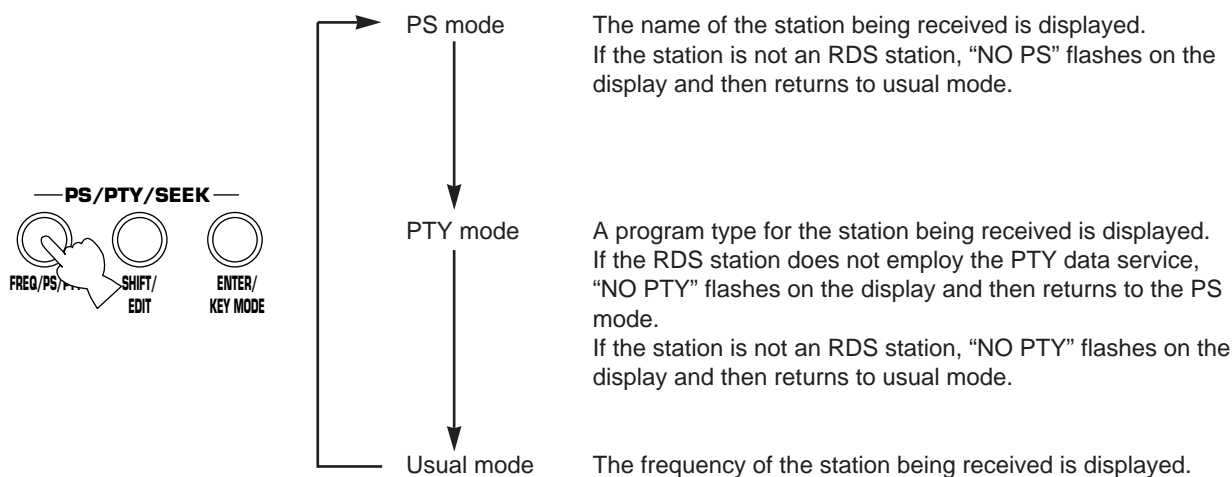 PS mode
The name of the station being received is displayed.
If the station is not an RDS station, “NO PS” flashes on the
display and then returns to usual mode.
PS/PTY/SEEK
FREQ/PS/
SHIFT/
EDIT
ENTER/
KEY MODE
PTY mode
A program type for the station being received is displayed.
If the RDS station does not employ the PTY data service,
“NO PTY” flashes on the display and then returns to the PS
mode.
If the station is not an RDS station, “NO PTY” flashes on the
display and then returns to usual mode.
Usual mode
The frequency of the station being received is displayed.